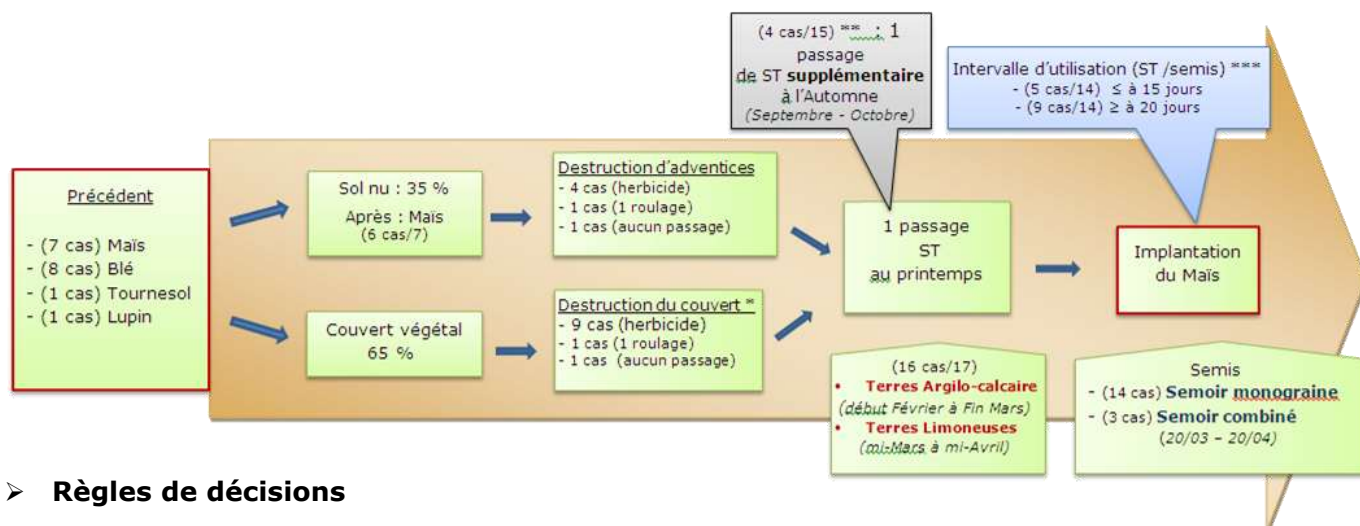 (4 cas/15) ** : 1
passage
de ST supplémentaire
à l'Automne
(Septembre - Octobre)
Intervalle d'utilisation (ST /semis) ***
- (5 cas/14) ≤ à 15 jours
- (9 cas/14) ≥ à 20 jours
Précédent
- (7 cas) Maïs
- (8 cas) Blé
- (1 cas) Tournesol
- (1 cas) Lupin
Sol nu : 35 %
Après : Maïs
(6 cas/7)
Destruction d'adventices
- 4 cas (herbicide)
- 1 cas (1 roulage)
- 1 cas (aucun passage)
Couvert végétal
65 %
Destruction du couvert *
- 9 cas (herbicide)
- 1 cas (1 roulage)
- 1 cas (aucun passage)
1 passage
ST
au printemps
Implantation
du Maïs
(16 cas/17)
• Terres Argilo-calcaire
(début Février à Fin Mars)
• Terres Limoneuses
(mi-Mars à mi-Avril)
Semis
- (14 cas) Semoir monograine
- (3 cas) Semoir combiné
(20/03 – 20/04)
➢ Règles de décisions